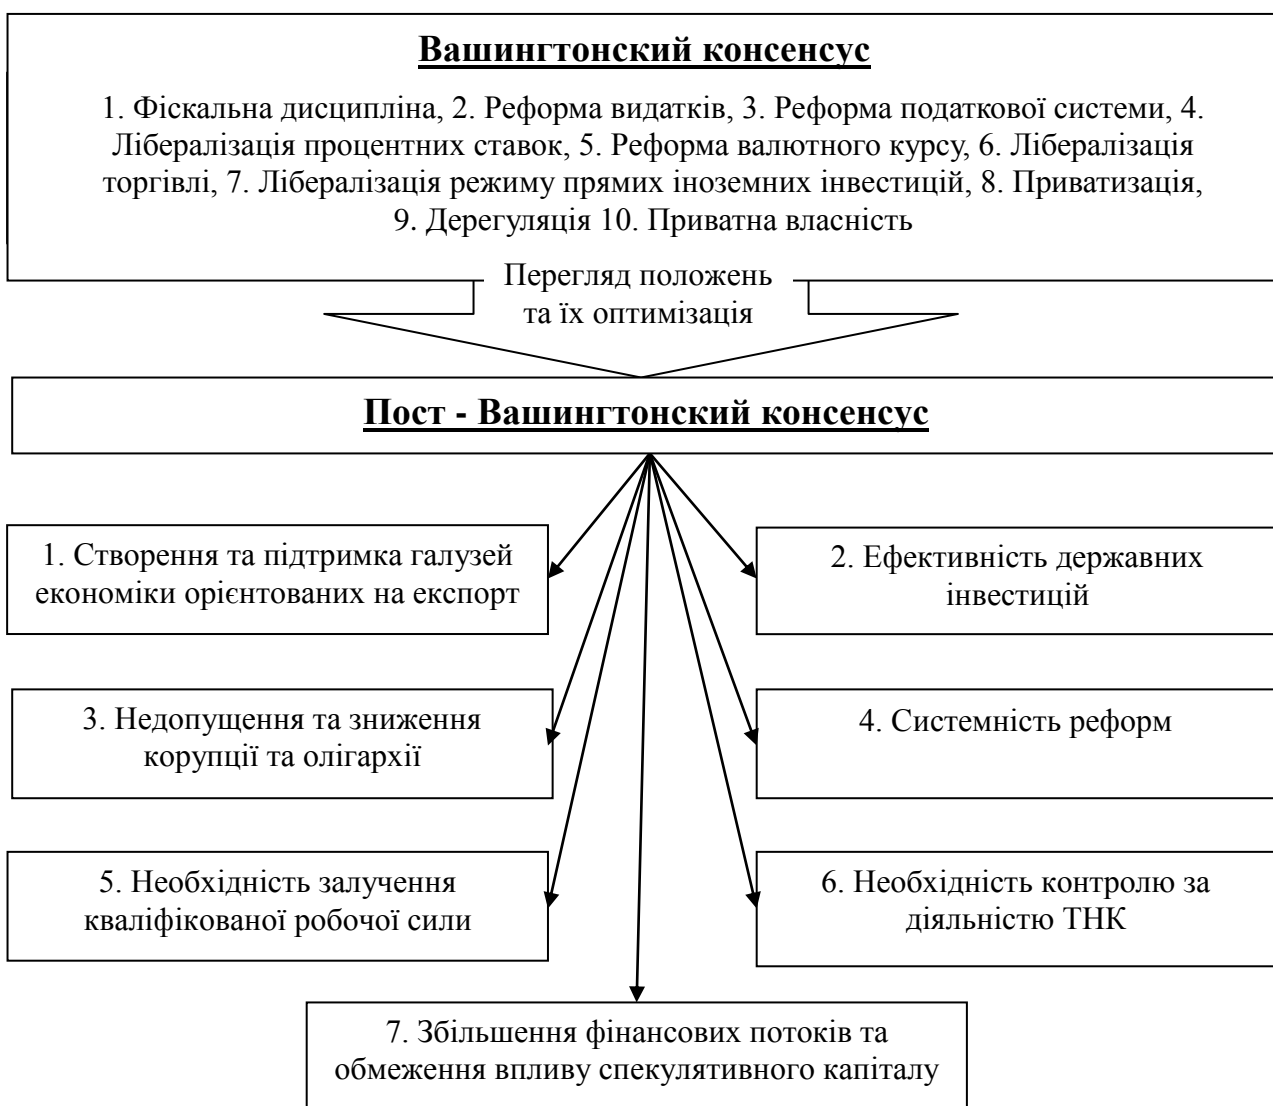 Вашингтонский консенсус
1. Фіскальна дисципліна, 2. Реформа видатків, 3. Реформа податкової системи, 4.
Лібералізація процентних ставок, 5. Реформа валютного курсу, 6. Лібералізація
торгівлі, 7. Лібералізація режиму прямих іноземних інвестицій, 8. Приватизація,
9. Дерегуляція 10. Приватна власність
Перегляд положень
та їх оптимізація
Пост - Вашингтонский консенсус
1. Створення та підтримка галузей
економіки орієнтованих на експорт
2. Ефективність державних
інвестицій
3. Недопущення та зниження
корупції та олігархії
4. Системність реформ
5. Необхідність залучення
кваліфікованої робочої сили
6. Необхідність контролю за
діяльністю ТНК
7. Збільшення фінансових потоків та
обмеження впливу спекулятивного капіталу